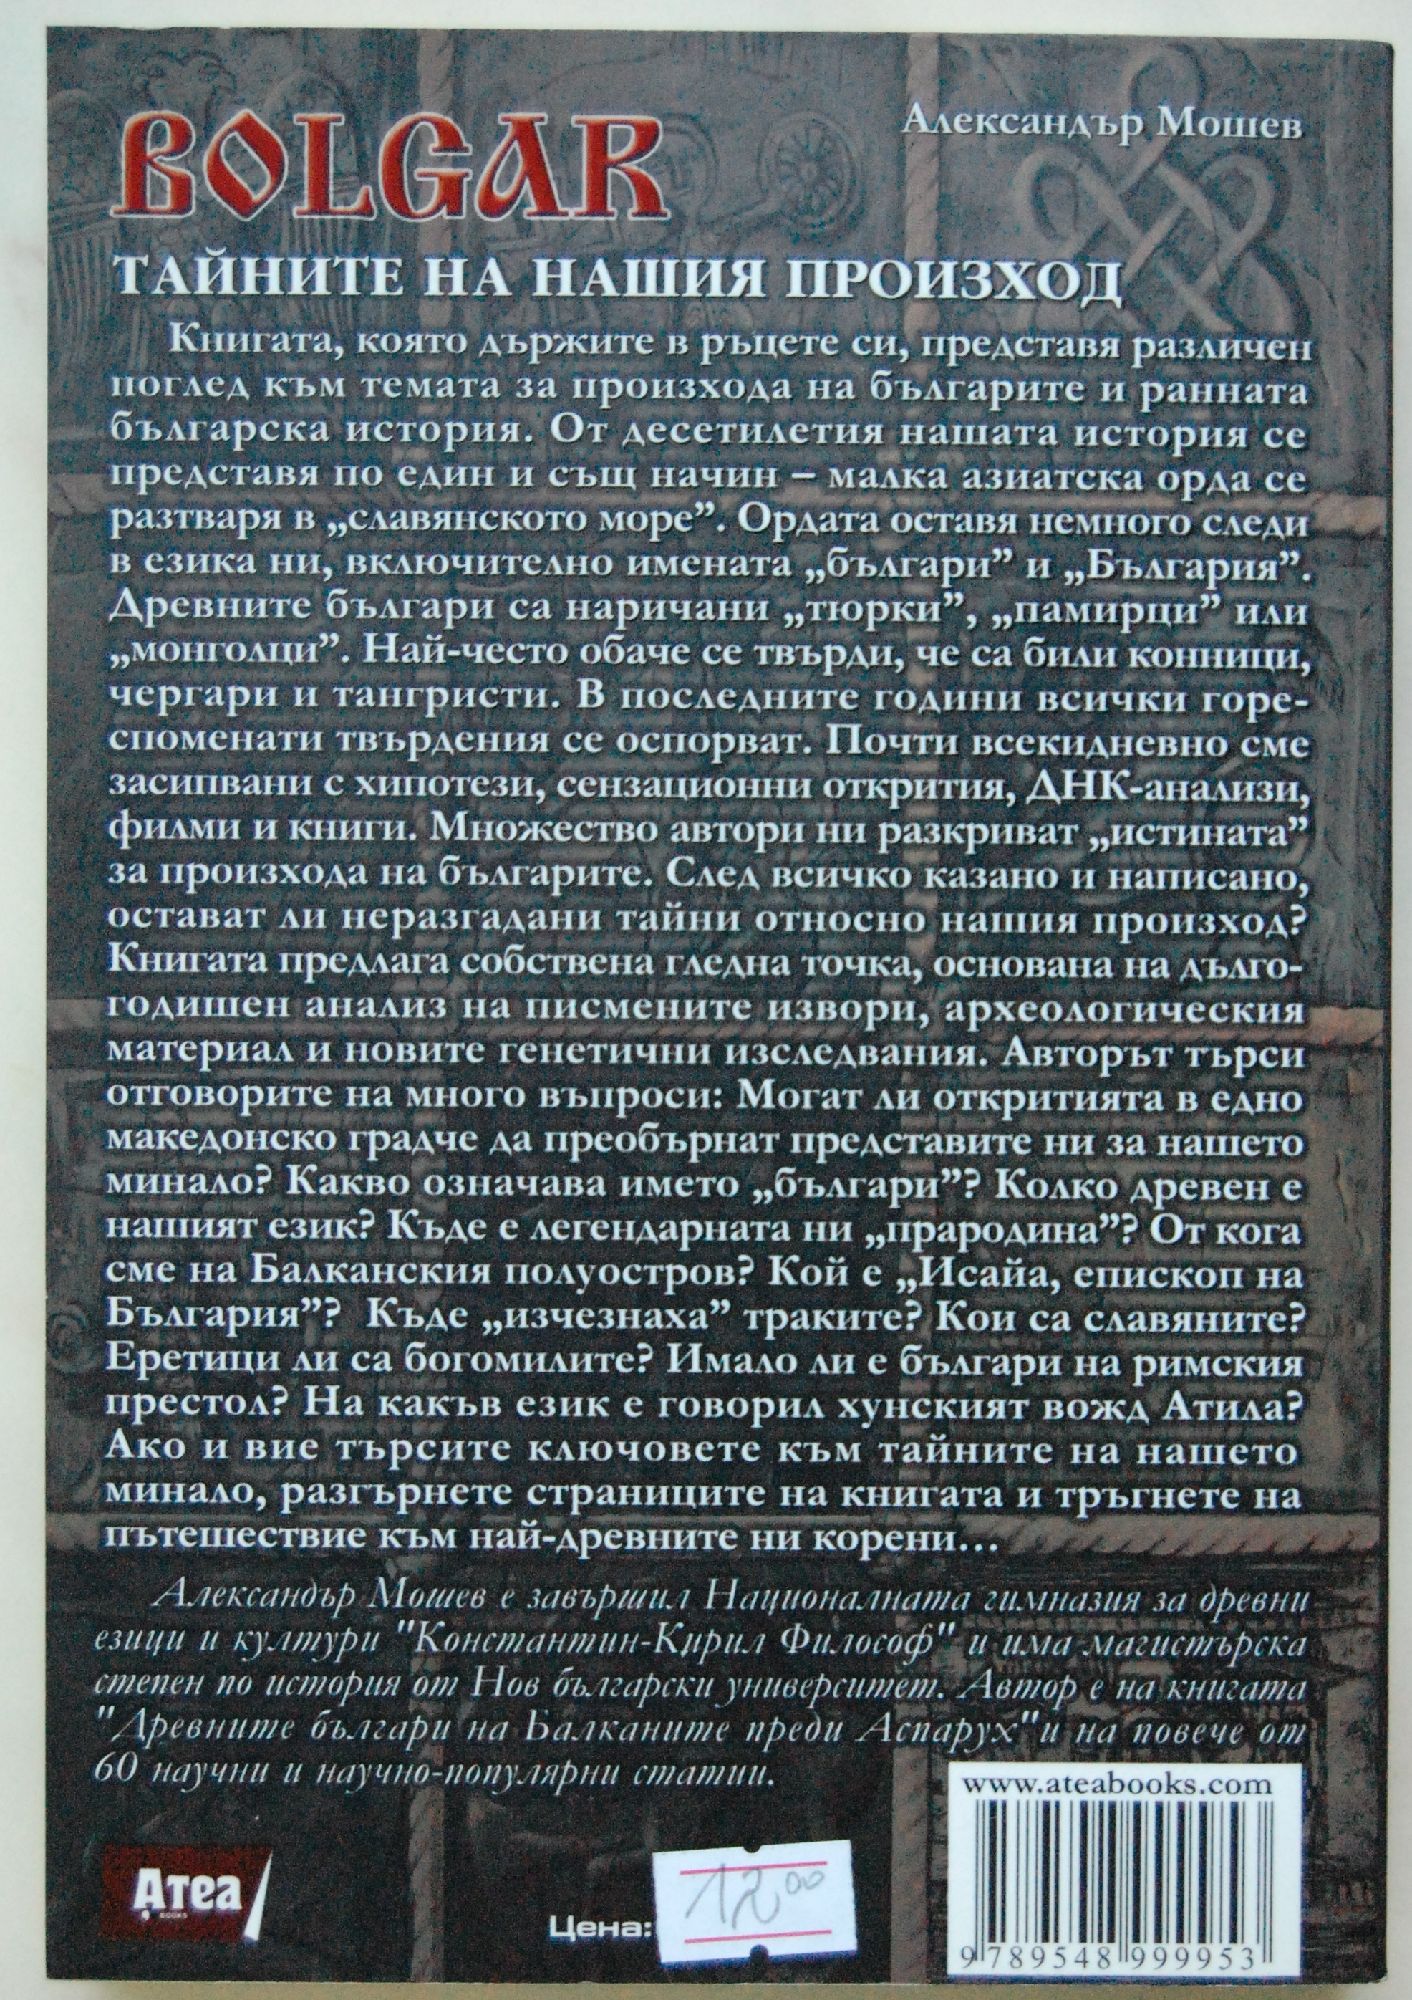 BOLGAR
Александър Мошев
ТАЙНИТЕ НА НАШИЯ ПРОИЗХОД
Книгата, която държите в ръцете си, представя различен
поглед към темата за произхода на българите и ранната
българска история. От десетилетия нашата история се
представя по един и същ начин – малка азиатска орда се
разтваря в „славянското море”. Ордата оставя немного следи
в езика ни, включително имената „българи” и „България”.
Древните българи са наричани „тюрки”, „памирци” или
„монголци”. Най-често обаче се твърди, че са били конници,
чергари и тангристи. В последните години всички горе-
споменати твърдения се оспорват. Почти всекидневно сме
засипвани с хипотези, сензационни открития, ДНК-анализи,
филми и книги. Множество автори ни разкриват „истината”
за произхода на българите. След всичко казано и написано,
остават ли неразгадани тайни относно нашия произход?
Книгата предлага собствена гледна точка, основана на дълго-
годишен анализ на писмените извори, археологическия
материал и новите генетични изследвания. Авторът търси
отговорите на много въпроси: Могат ли откритията в едно
македонско градче да преобърнат представите ни за нашето
минало? Какво означава името „българи”? Колко древен е
нашият език? Къде е легендарната ни „прародина”? От кога
сме на Балканския полуостров? Кой е „Исайа, епископ на
България”? Къде „изчезнаха” траките? Кои са славяните?
Еретици ли са богомилите? Имало ли е българи на римския
престол? На какъв език е говорил хунският вожд Атила?
Ако и вие търсите ключовете към тайните на нашето
минало, разгърнете страниците на книгата и тръгнете на
пътешествие към най-древните ни корени...
Александър Мошев е завършил Националната гимназия за древни
езици и култури "Константин-Кирил Философ" и има магистърска
степен по история от Нов български университет. Автор е на книгата
"Древните българи на Балканите преди Аспарух"и на повече от
60 научни и научно-популярни статии.
www.ateabooks.com
Атеа
BOOKS
Цена: 12 00
9 789548 999953